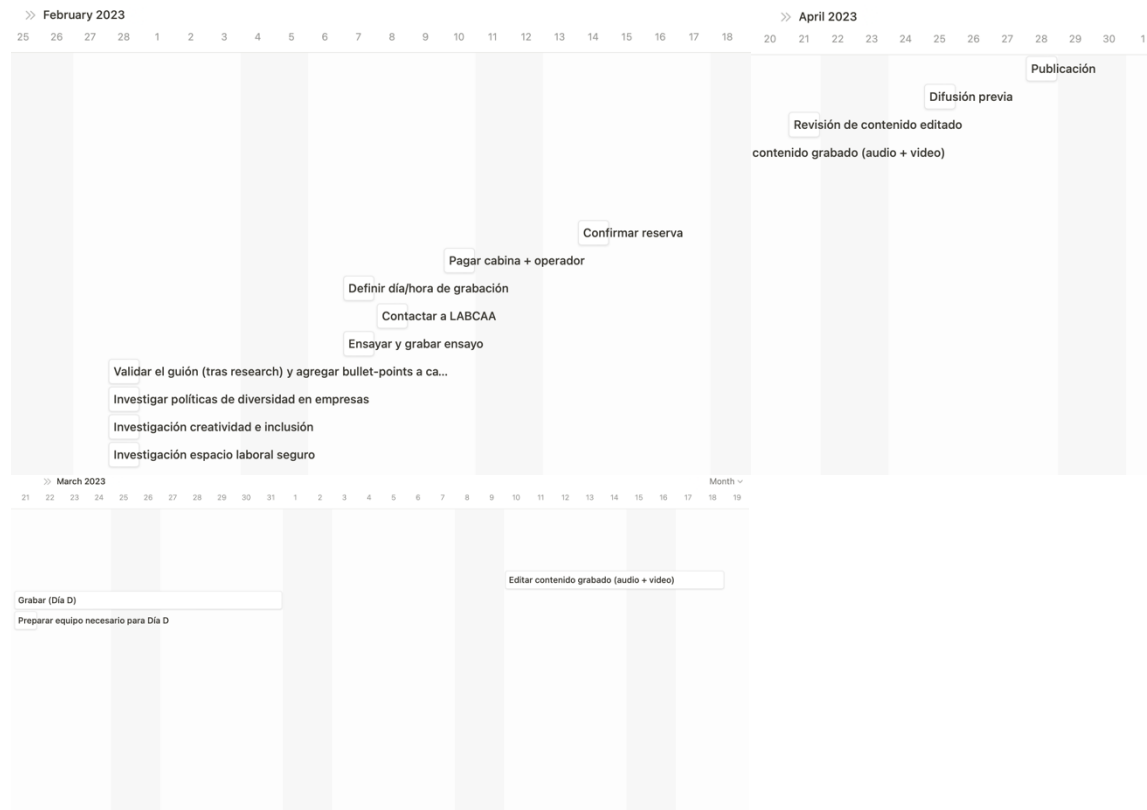 February 2023
25 26 27 28 1 2 3 4 5 6 7 8 9 10 11 12 13 14 15 16 17 18
Confirmar reserva
Pagar cabina + operador
Definir día/hora de grabación
Contactar a LABCAA
Ensayar y grabar ensayo
Validar el guión (tras research) y agregar bullet-points a ca...
Investigar políticas de diversidad en empresas
Investigación creatividad e inclusión
Investigación espacio laboral seguro
April 2023
20 21 22 23 24 25 26 27 28 29 30 1
Publicación
Difusión previa
Revisión de contenido editado
contenido grabado (audio + video)
March 2023
Month
21 22 23 24 25 26 27 28 29 30 31 1 2 3 4 5 6 7 8 9 10 11 12 13 14 15 16 17 18 19
Editar contenido grabado (audio + video)
Grabar (Día D)
Preparar equipo necesario para Día D